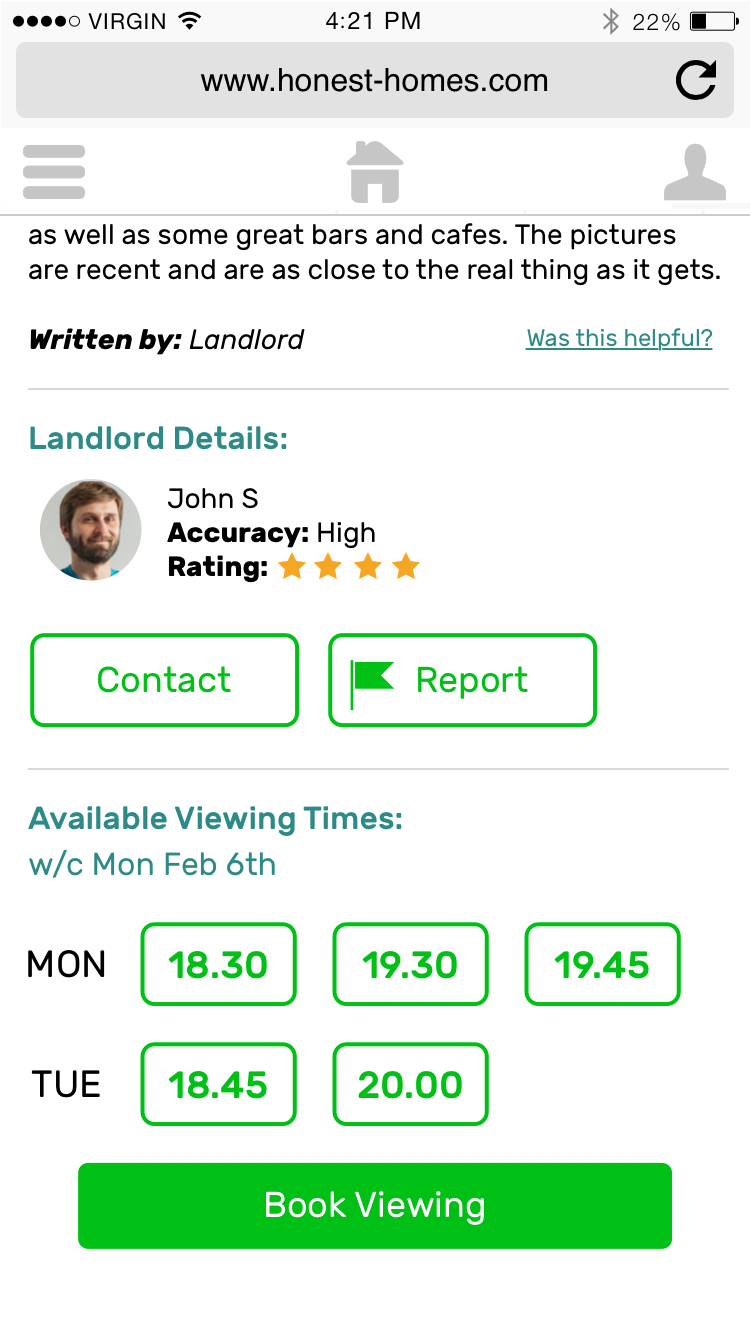 VIRGIN 4:21 PM 22%
www.honest-homes.com
as well as some great bars and cafes. The pictures
are recent and are as close to the real thing as it gets.
Written by: Landlord Was this helpful?
Landlord Details:
John S
Accuracy: High
Rating:
Contact Report
Available Viewing Times:
w/c Mon Feb 6th
MON 18.30 19.30 19.45
TUE 18.45 20.00
Book Viewing